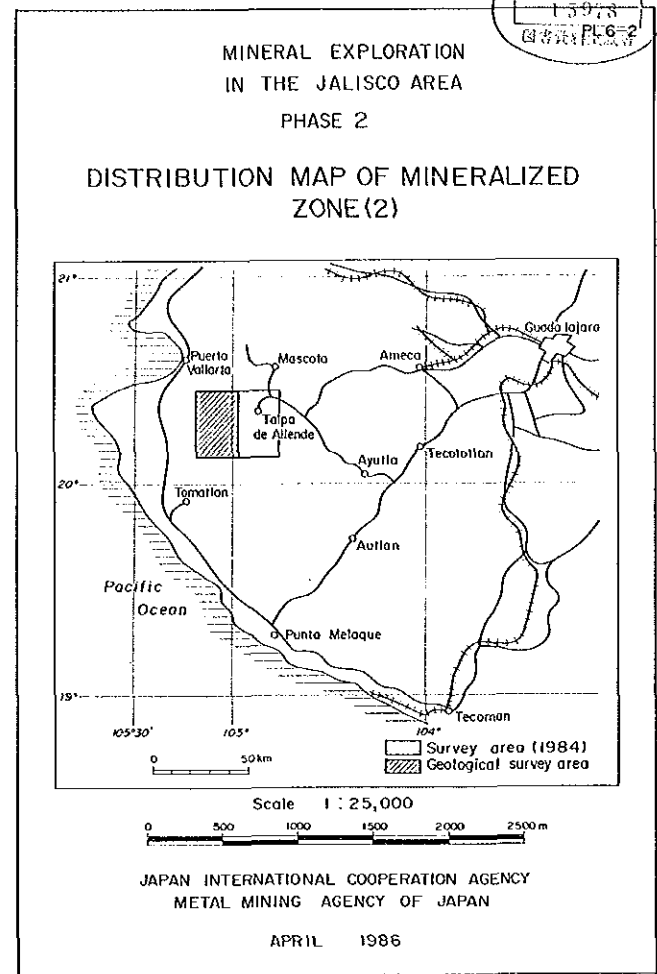 PL6-2
MINERAL EXPLORATION
IN THE JALISCO AREA
PHASE 2
DISTRIBUTION MAP OF MINERALIZED
ZONE(2)
21°
Guadalajara
Puerto
Vallarta
Mascota
Ameca
Talpa
de Allende
Ayutla
Tecolotlan
20°
Tomatlan
Autlan
Pacific
Ocean
Punta Melaque
19°
Tecoman
105°30'
105°
104°
Survey area (1984)
Geological survey area
0 50km
Scale 1:25,000
0 500 1000 1500 2000 2500m
JAPAN INTERNATIONAL COOPERATION AGENCY
METAL MINING AGENCY OF JAPAN
APRIL 1986